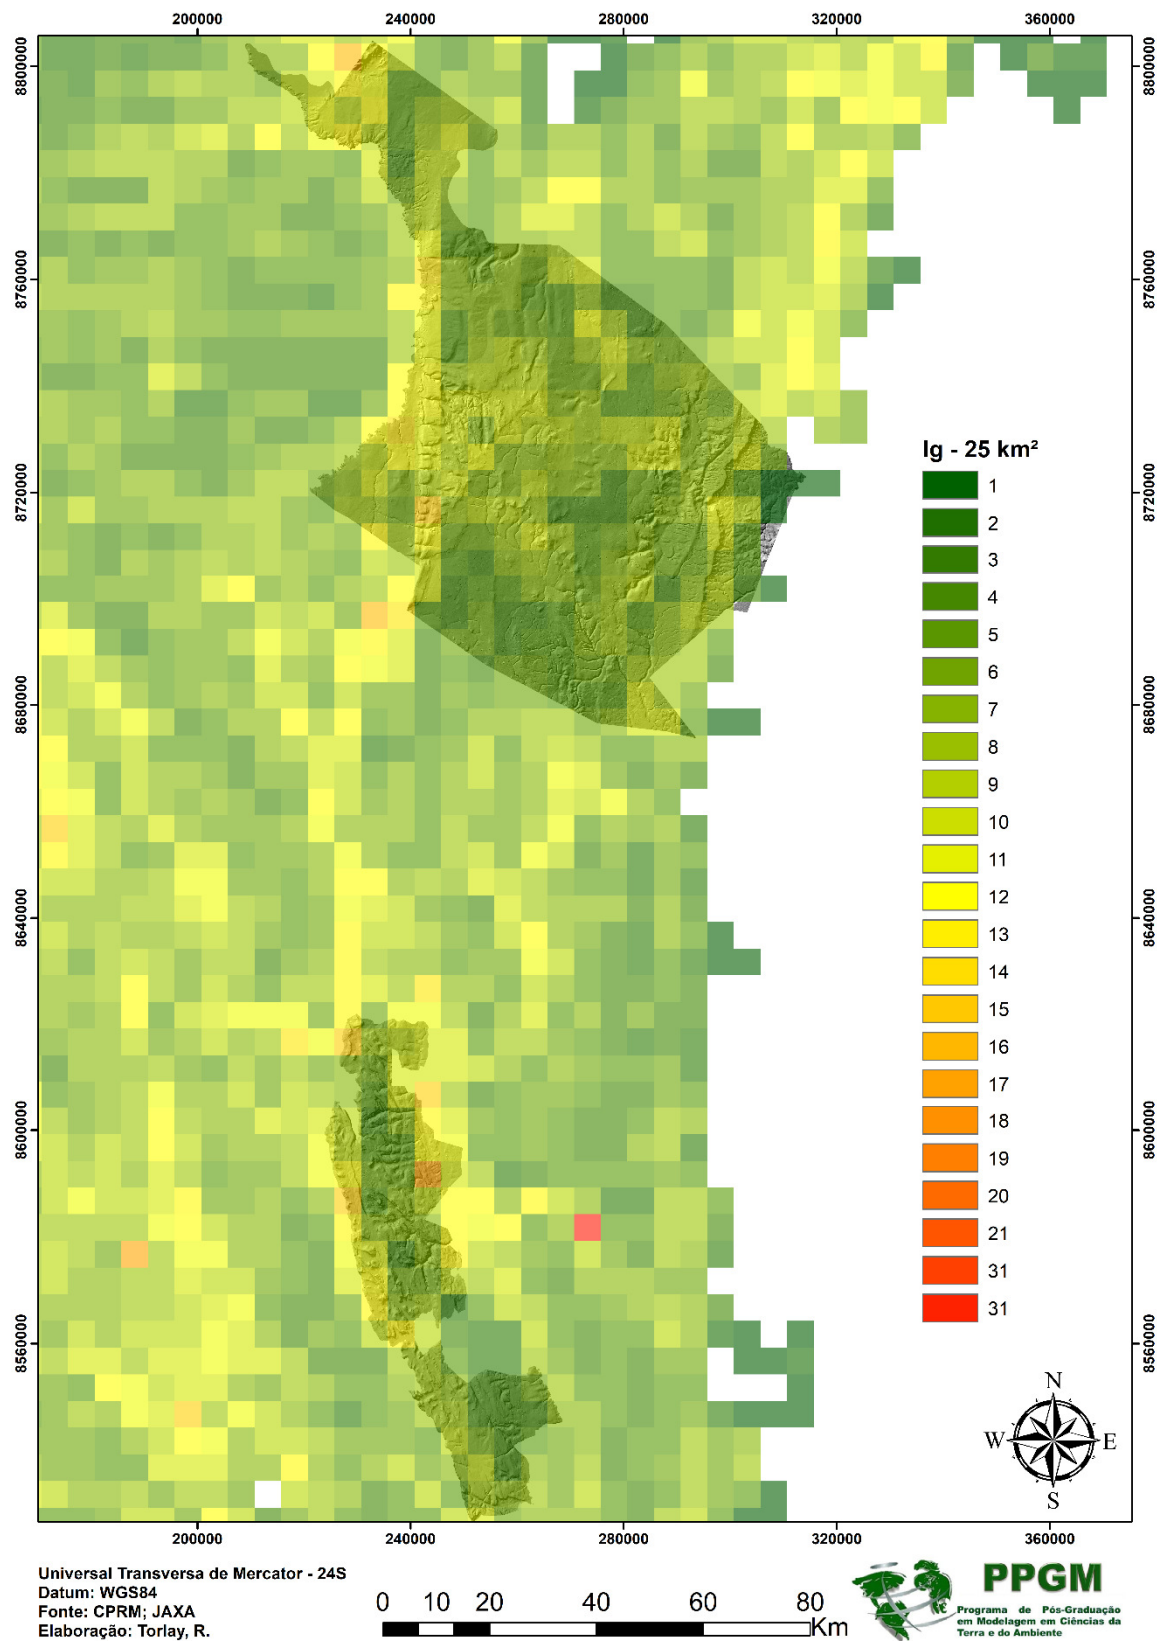 200000 240000 280000 320000 360000
8800000 8800000
8760000 8760000
Ig - 25 km²
1
8720000 8720000
2
3
4
5
6
7
8680000 8680000
8
9
10
11
12
8640000 8640000
13
14
15
16
17
18
8600000 8600000
19
20
21
31
31
8560000 8560000
N
W E
S
200000 240000 280000 320000 360000
Universal Transversa de Mercator - 24S
Datum: WGS84
Fonte: CPRM; JAXA
Elaboração: Torlay, R.
0 10 20 40 60 80
Km
PPGM
Programa de Pós-Graduação
em Modelagem em Ciências da
Terra e do Ambiente